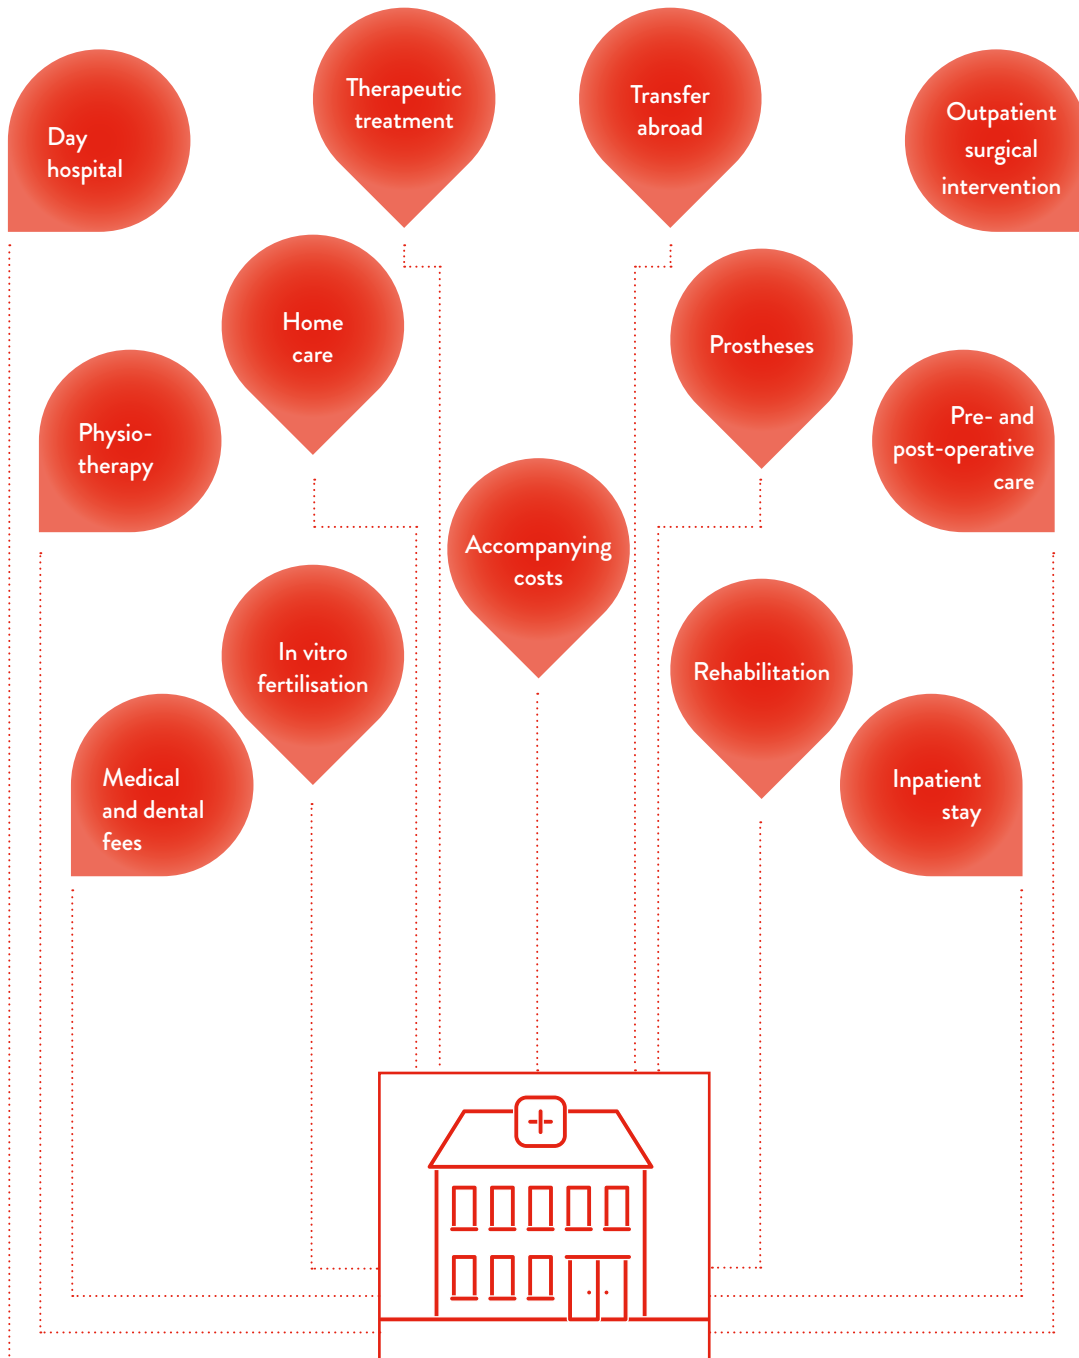 Therapeutic
treatment
Transfer
abroad
Day
hospital
Outpatient
surgical
intervention
Home
care
Prostheses
Physio-
therapy
Pre- and
post-operative
care
Accompanying
costs
In vitro
fertilisation
Rehabilitation
Medical
and dental
fees
Inpatient
stay